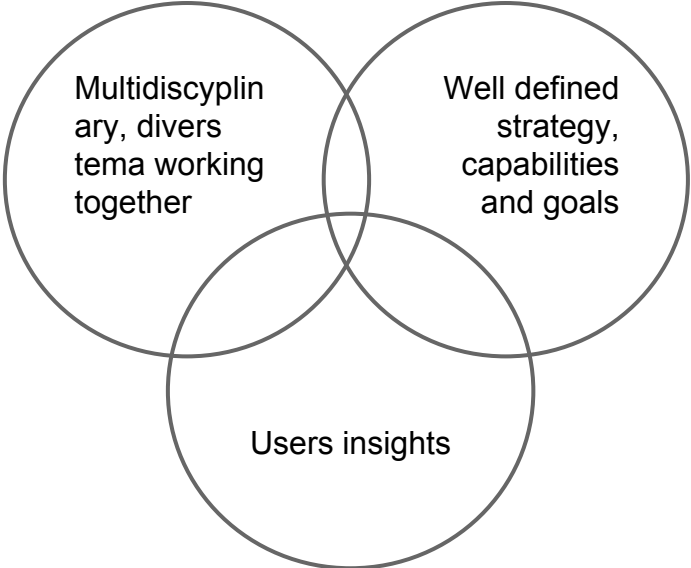 Multidiscyplin
ary, divers
tema working
together
Well defined
strategy,
capabilities
and goals
Users insights